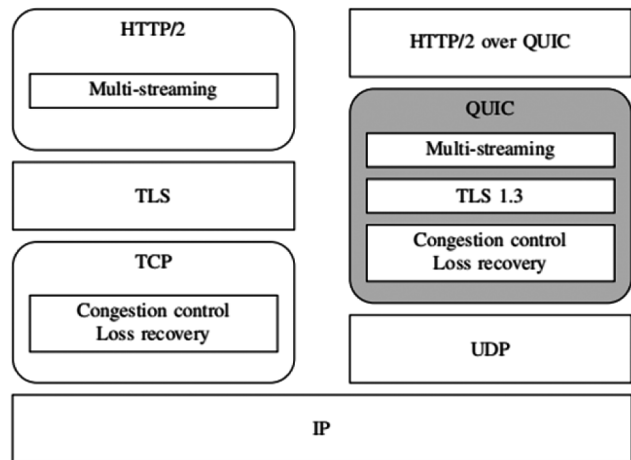 HTTP/2
Multi-streaming
TLS
TCP
Congestion control
Loss recovery
HTTP/2 over QUIC
QUIC
Multi-streaming
TLS 1.3
Congestion control
Loss recovery
UDP
IP